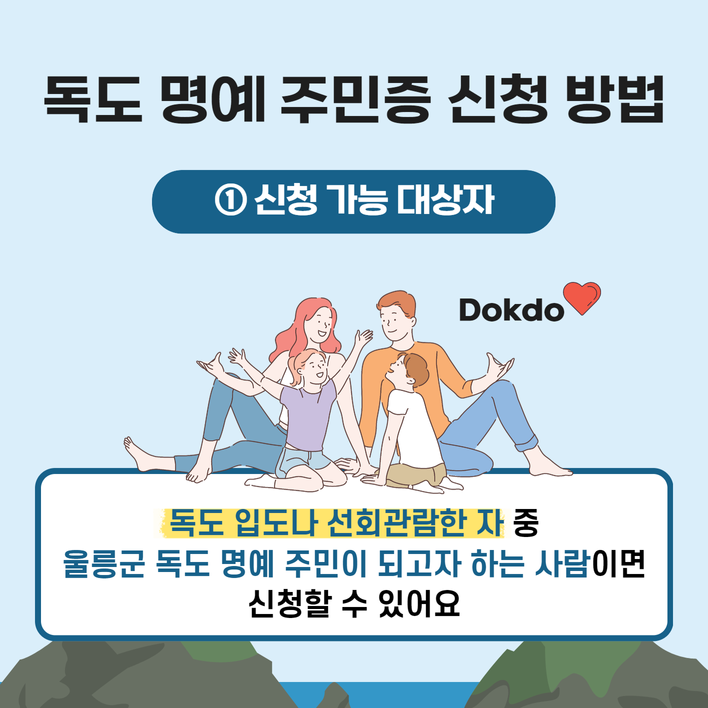 독도 명예 주민증 신청 방법
① 신청 가능 대상자
Dokdo
독도 입도나 선회관람한 자 중
울릉군 독도 명예 주민이 되고자 하는 사람이면
신청할 수 있어요